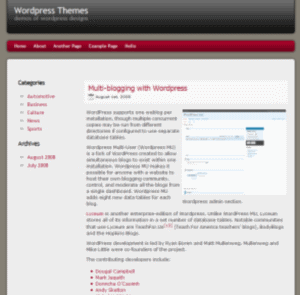 Wordpress Themes
demos of wordpress designs
Home About Another Page Example Page Hello
Categories
Automotive
Business
Culture
News
Sports
Archives
August 2008
July 2008
Multi-blogging with Wordpress
August 1st, 2008
WordPress supports one weblog per
installation, though multiple concurrent
copies may be run from different
directories if configured to use separate
database tables.
Wordpress Multi-User (Wordpress MU)
is a fork of WordPress created to allow
simultaneous blogs to exist within one
installation. Wordpress MU makes it
possible for anyone with a website to
host their own blogging community,
control, and moderate all the blogs from
a single dashboard. Wordpress MU
adds eight new data tables for each
blog.
Wordpress admin section.
Lyceum is another enterprise-edition of Wordpress. Unlike WordPress MU, Lyceum
stores all of its information in a set number of database tables. Notable communities
that use Lyceum are TeachFor.Us (Teach For America teachers' blogs), BodyBlogs
and the Hopkins Blogs.
WordPress development is led by Ryan Boren and Matt Mullenweg. Mullenweg and
Mike Little were co-founders of the project.
The contributing developers include:
Dougal Campbell
Mark Jaquith
Donncha O'Caoimh
Andy Skelton